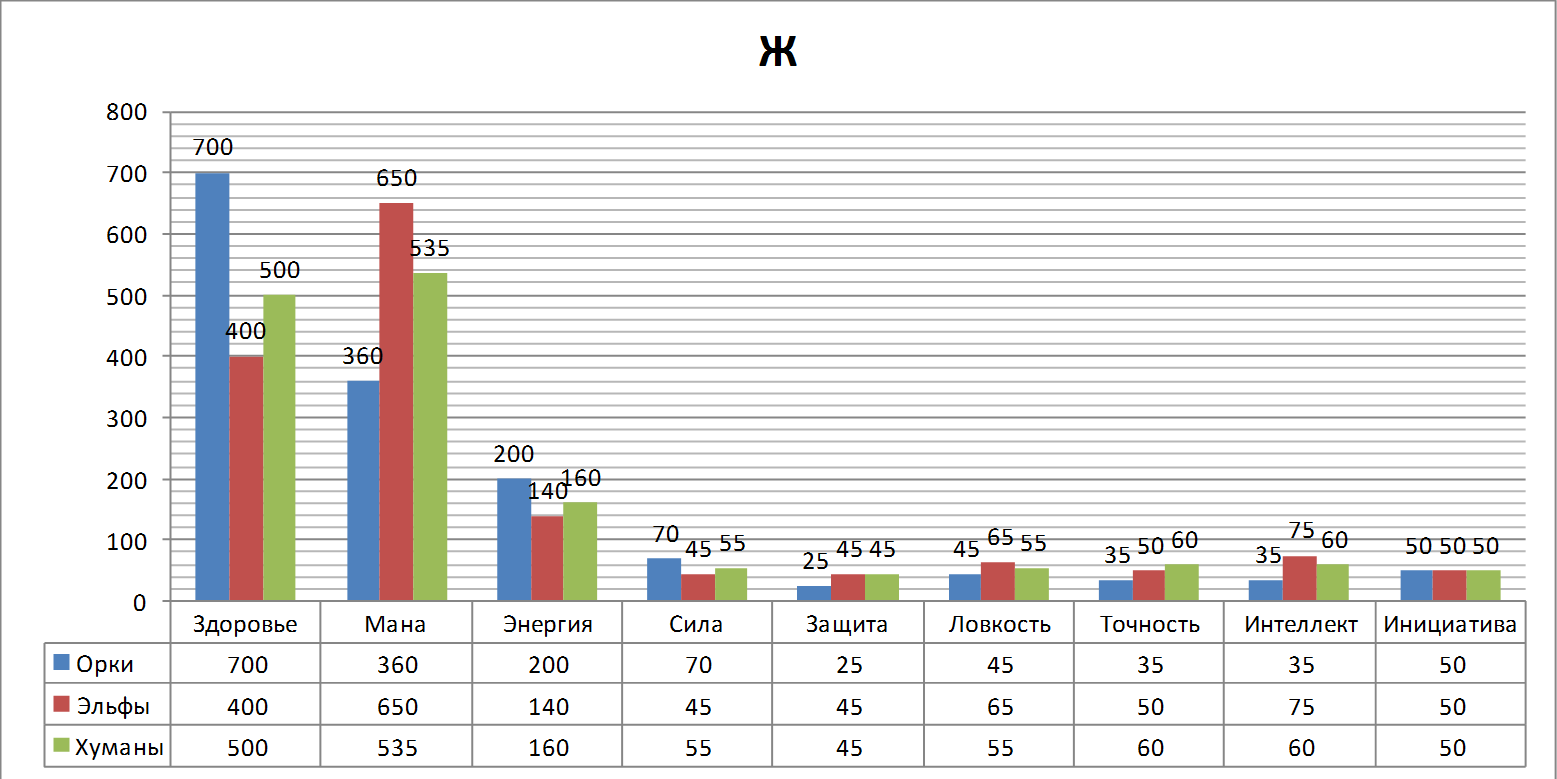 Ж
800
700
600
500
400
300
200
100
0
700 400 500
360 650 535
200 140 160
70 45 55
25 45 45
45 65 55
35 50 60
35 75 60
50 50 50
Здоровье Мана Энергия Сила Защита Ловкость Точность Интеллект Инициатива
Орки 700 360 200 70 25 45 35 35 50
Эльфы 400 650 140 45 45 65 50 75 50
Хуманы 500 535 160 55 45 55 60 60 50